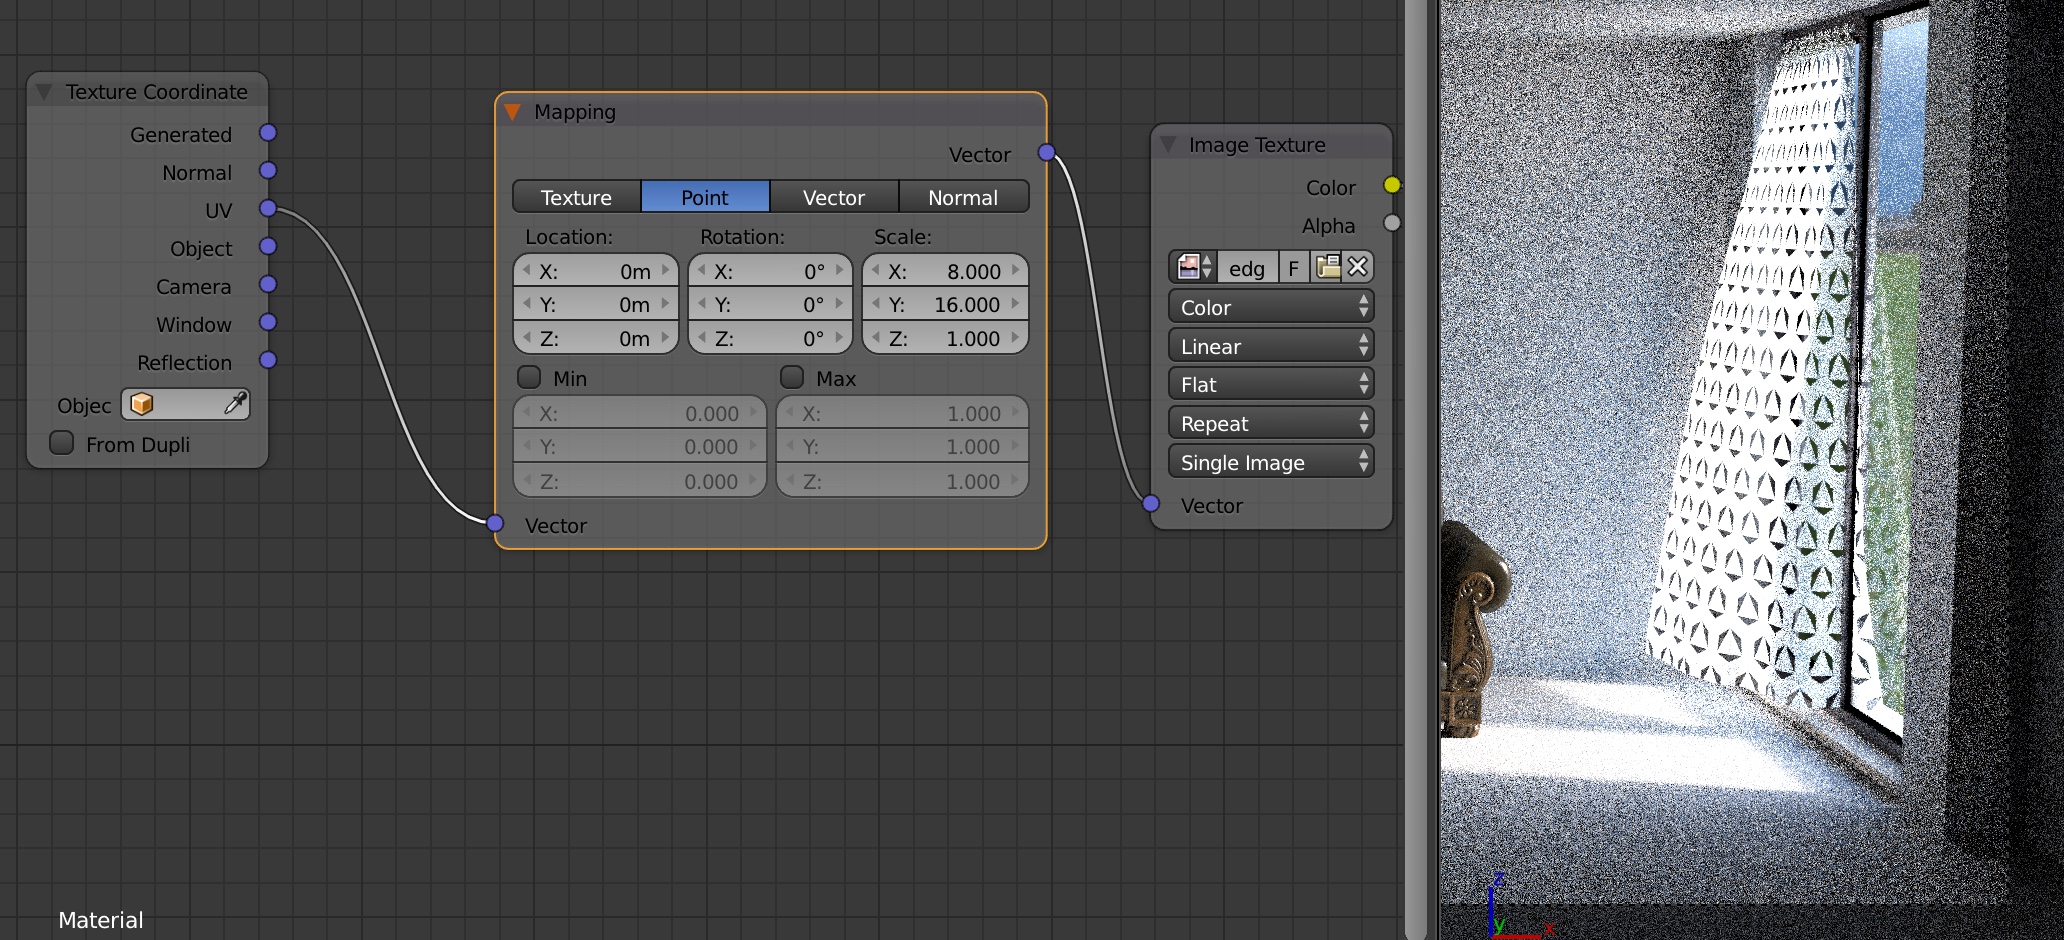 Texture Coordinate
Generated
Normal
UV
Object
Camera
Window
Reflection
Objec
From Dupli
Mapping
Vector
Texture Point Vector Normal
Location: Rotation: Scale:
X: 0m X: 0° X: 8.000
Y: 0m Y: 0° Y: 16.000
Z: 0m Z: 0° Z: 1.000
Min Max
X: 0.000 X: 1.000
Y: 0.000 Y: 1.000
Z: 0.000 Z: 1.000
Vector
Image Texture
Color
Alpha
edg F
Color
Linear
Flat
Repeat
Single Image
Vector
Material
z
y x